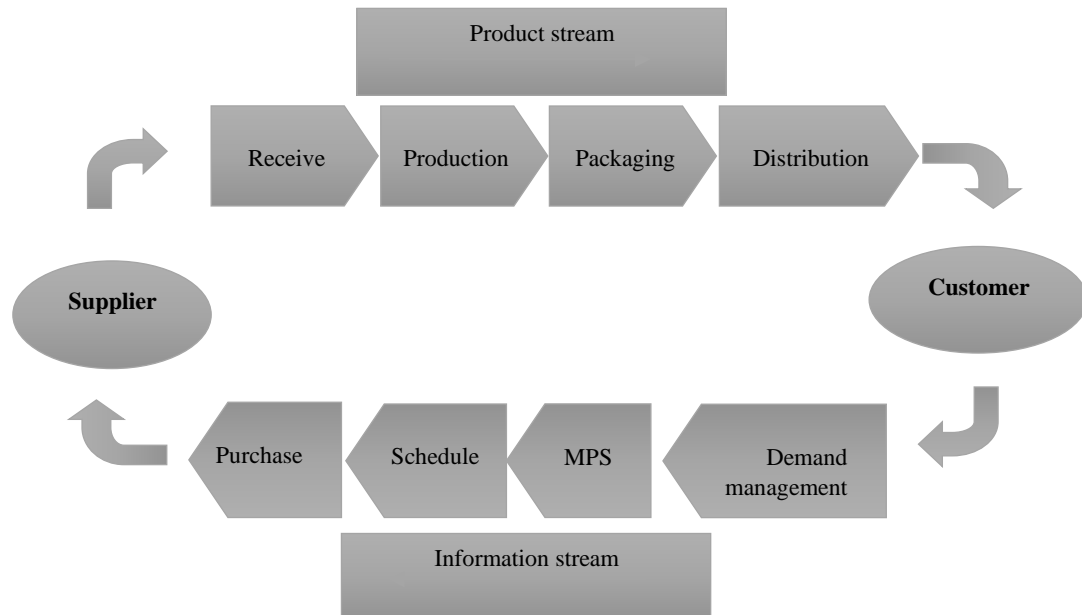 Product stream
Receive
Production
Packaging
Distribution
Supplier
Customer
Purchase
Schedule
MPS
Demand
management
Information stream